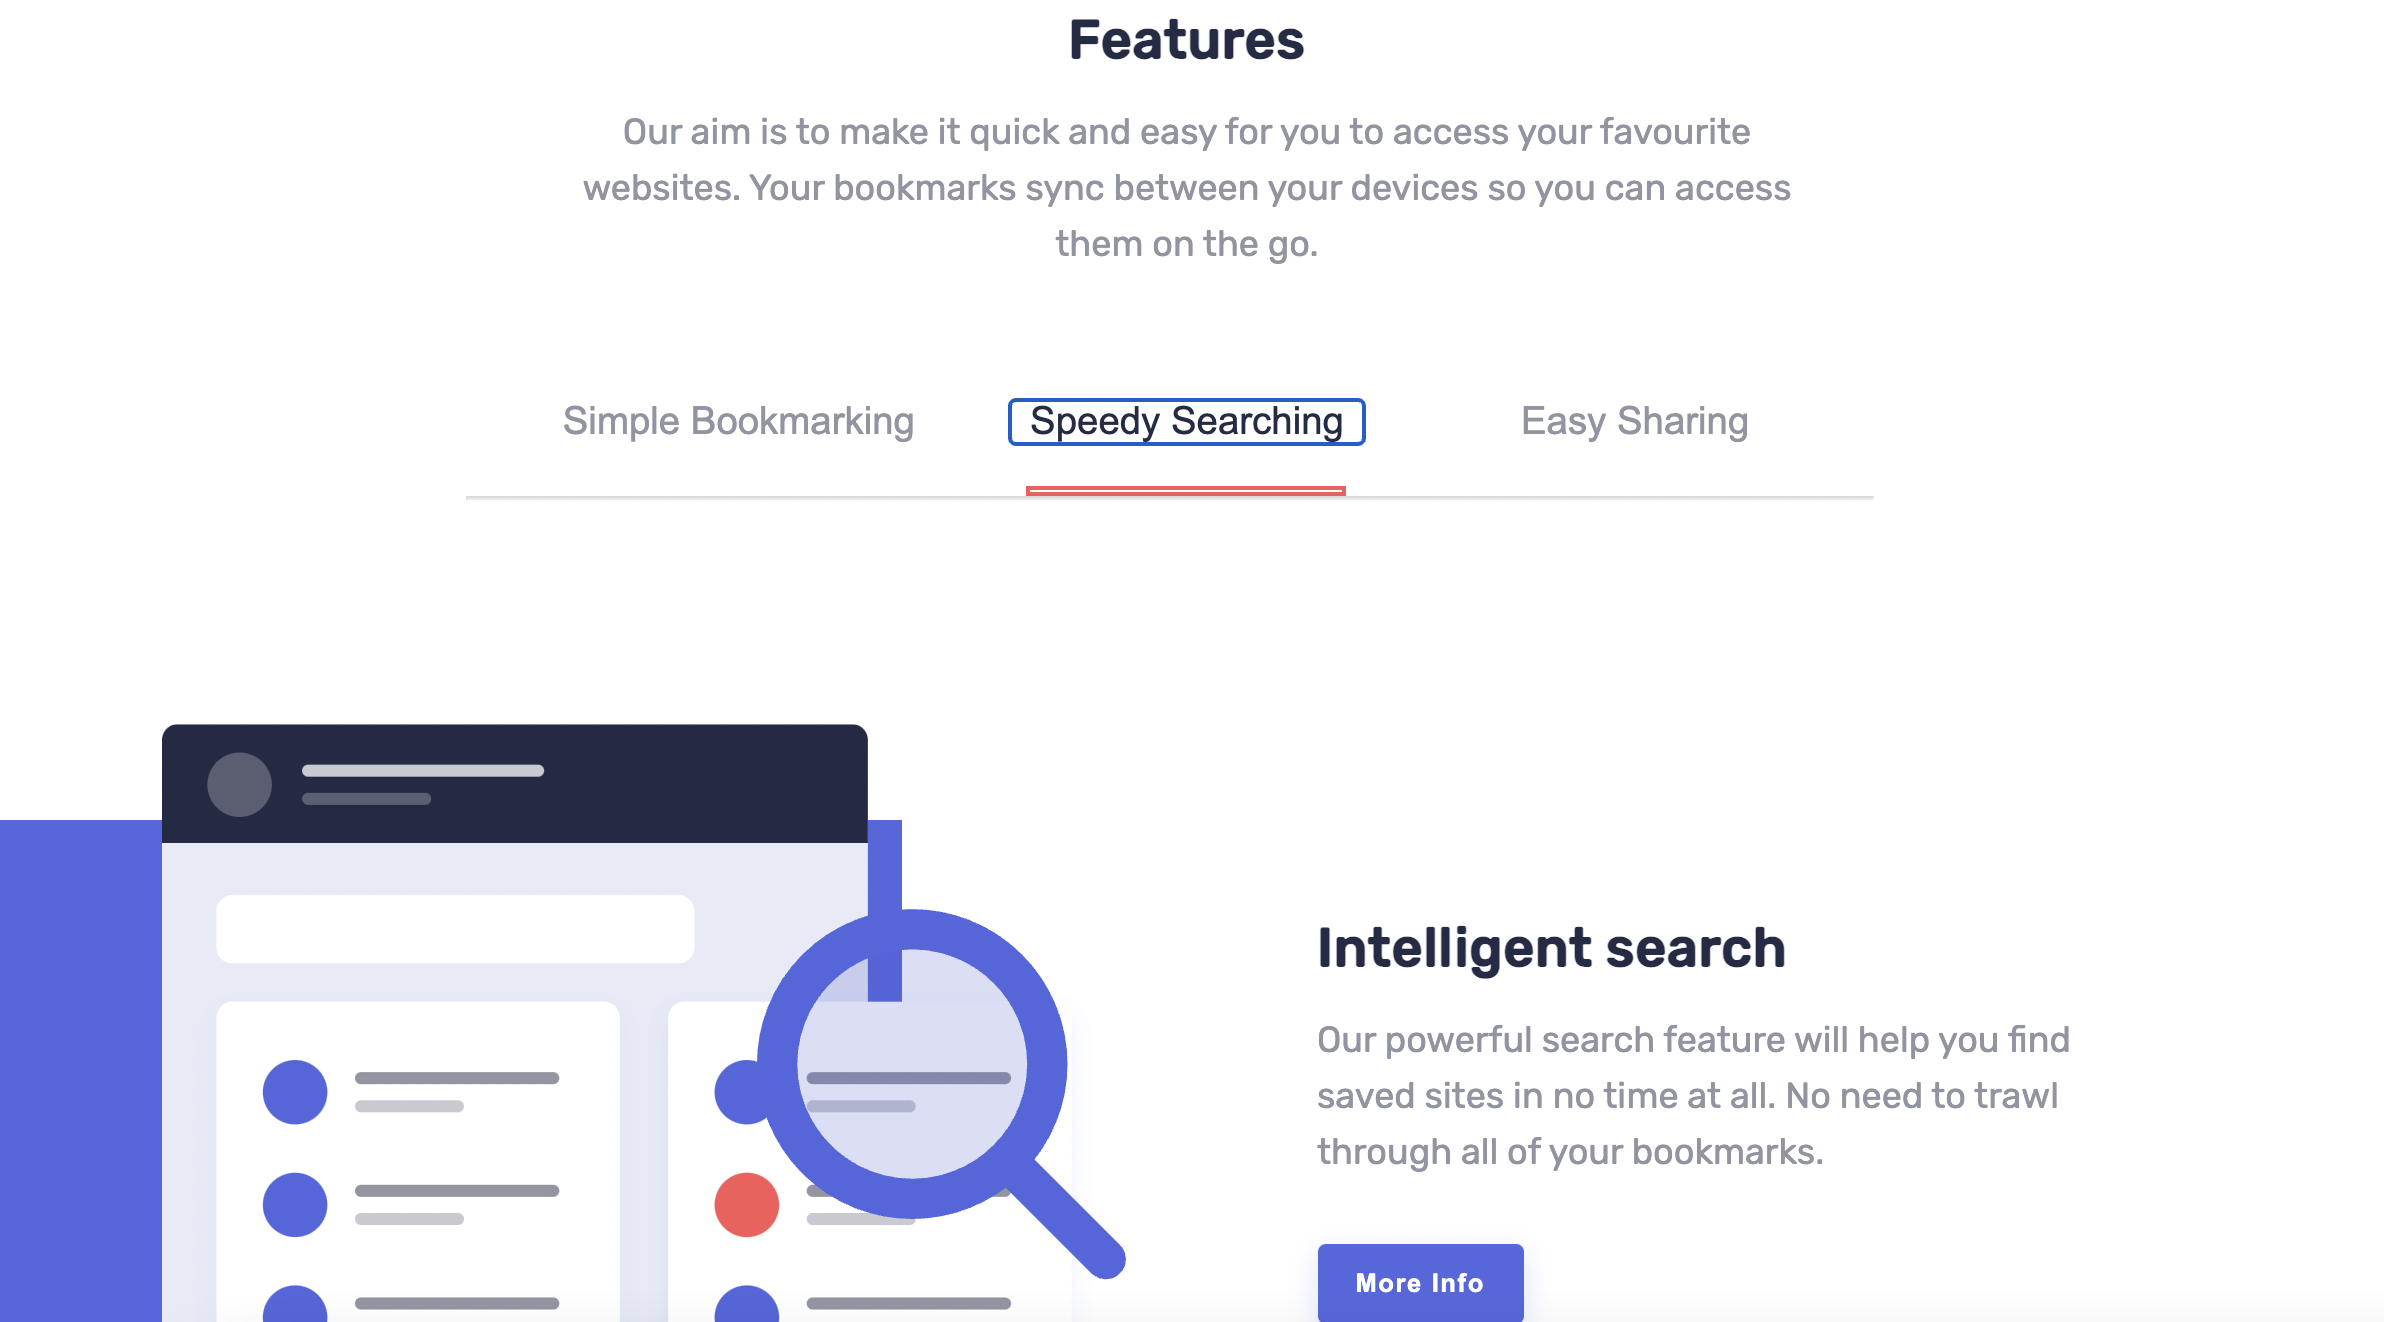 Features
Our aim is to make it quick and easy for you to access your favourite
websites. Your bookmarks sync between your devices so you can access
them on the go.
Simple Bookmarking
Speedy Searching
Easy Sharing
Intelligent search
Our powerful search feature will help you find
saved sites in no time at all. No need to trawl
through all of your bookmarks.
More Info